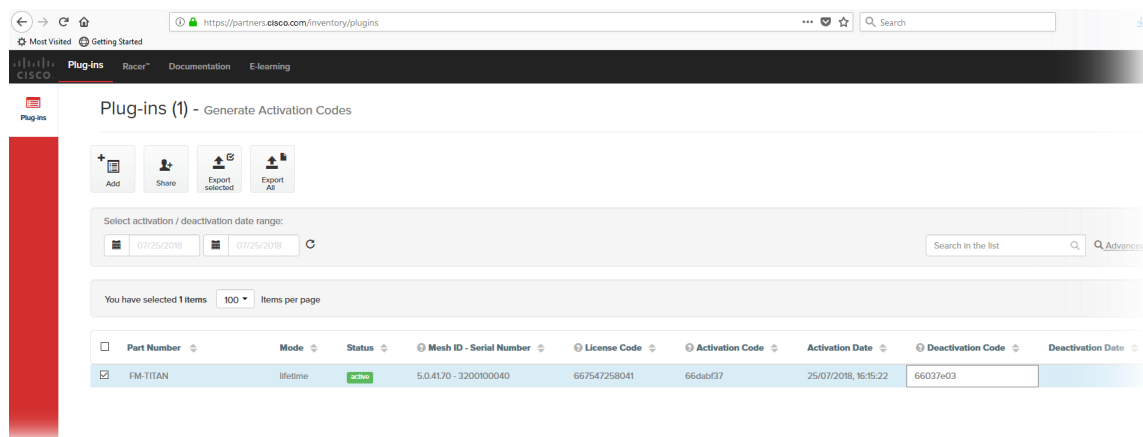 https://partners.cisco.com/inventory/plugins
Search
Most Visited Getting Started
CISCO
Plug-ins Racer™ Documentation E-learning
Plug-ins
Plug-ins (1) - Generate Activation Codes
Add
Share
Export selected
Export All
Select activation / deactivation date range:
07/25/2018 07/25/2018
Search in the list
Advanced
You have selected 1 items 100 Items per page
Part Number Mode Status Mesh ID - Serial Number License Code Activation Code Activation Date Deactivation Code Deactivation Date
FM-TITAN lifetime active 5.0.41.70 - 3200100040 667547258041 66dabf37 25/07/2018, 16:15:22 66037e03